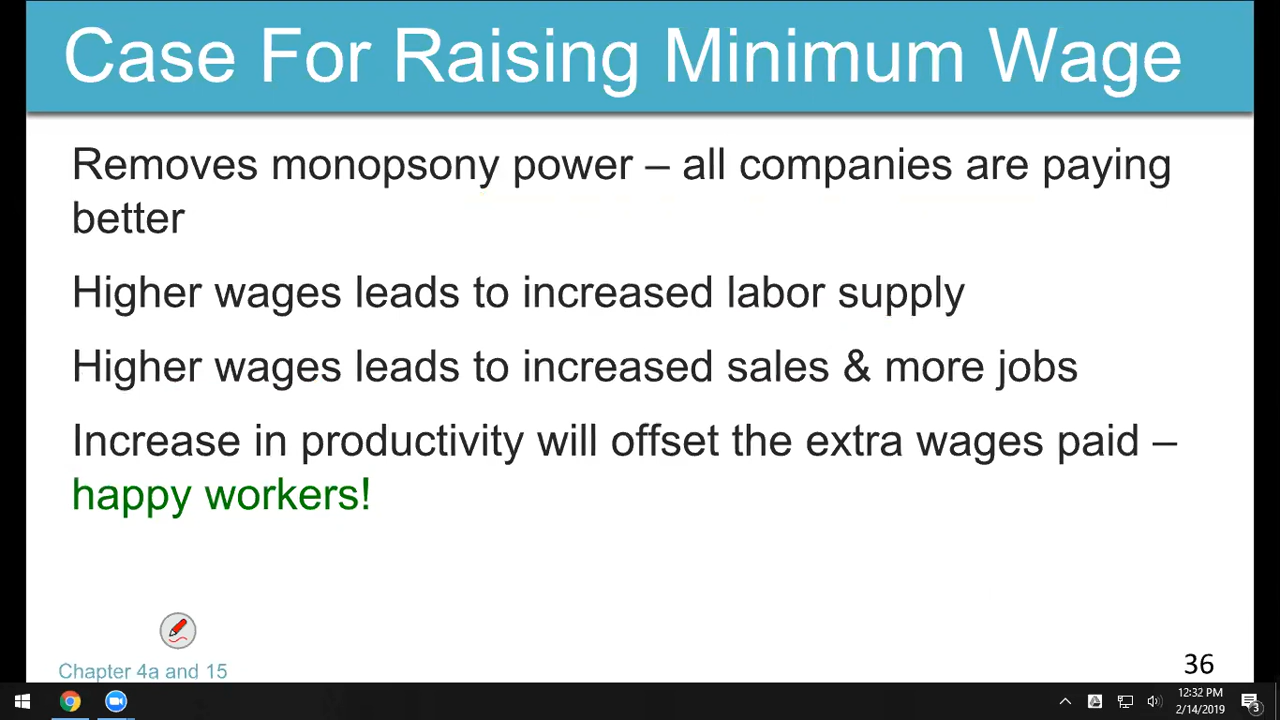 Case For Raising Minimum Wage
Removes monopsony power – all companies are paying
better
Higher wages leads to increased labor supply
Higher wages leads to increased sales & more jobs
Increase in productivity will offset the extra wages paid –
happy workers!
Chapter 4a and 15
36
12:32 PM
2/14/2019
3